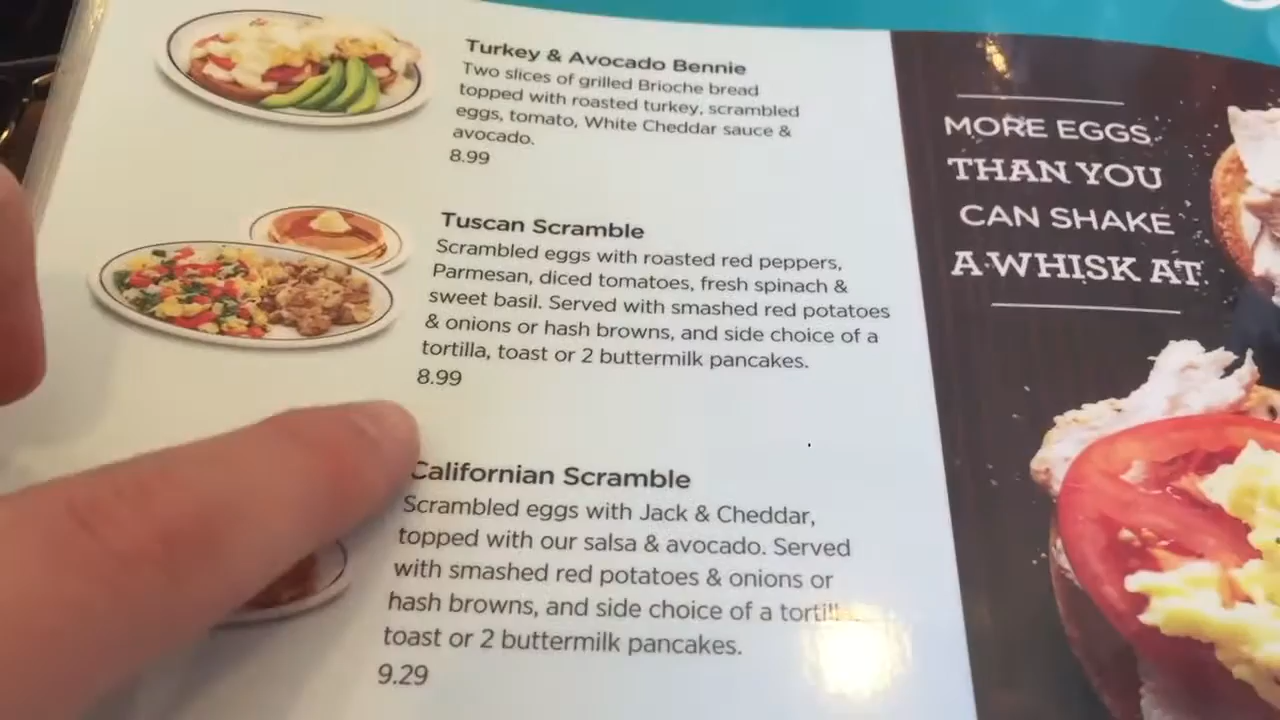 Turkey & Avocado Bennie
Two slices of grilled Brioche bread
topped with roasted turkey, scrambled
eggs, tomato, White Cheddar sauce &
avocado.
8.99
Tuscan Scramble
Scrambled eggs with roasted red peppers,
Parmesan, diced tomatoes, fresh spinach &
sweet basil. Served with smashed red potatoes
& onions or hash browns, and side choice of a
tortilla, toast or 2 buttermilk pancakes.
8.99
Californian Scramble
Scrambled eggs with Jack & Cheddar,
topped with our salsa & avocado. Served
with smashed red potatoes & onions or
hash browns, and side choice of a
toast or 2 buttermilk pancakes.
9.29
MORE EGGS
THAN YOU
CAN SHAKE
A WHISK AT